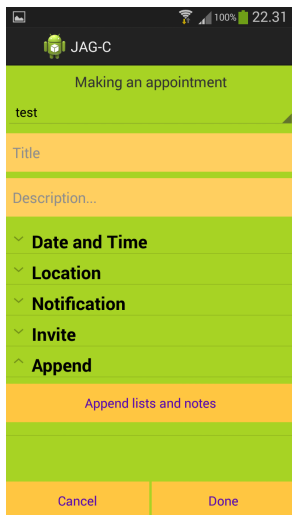 100% 22.31
JAG-C
Making an appointment
test
Title
Description...
Date and Time
Location
Notification
Invite
Append
Append lists and notes
Cancel Done